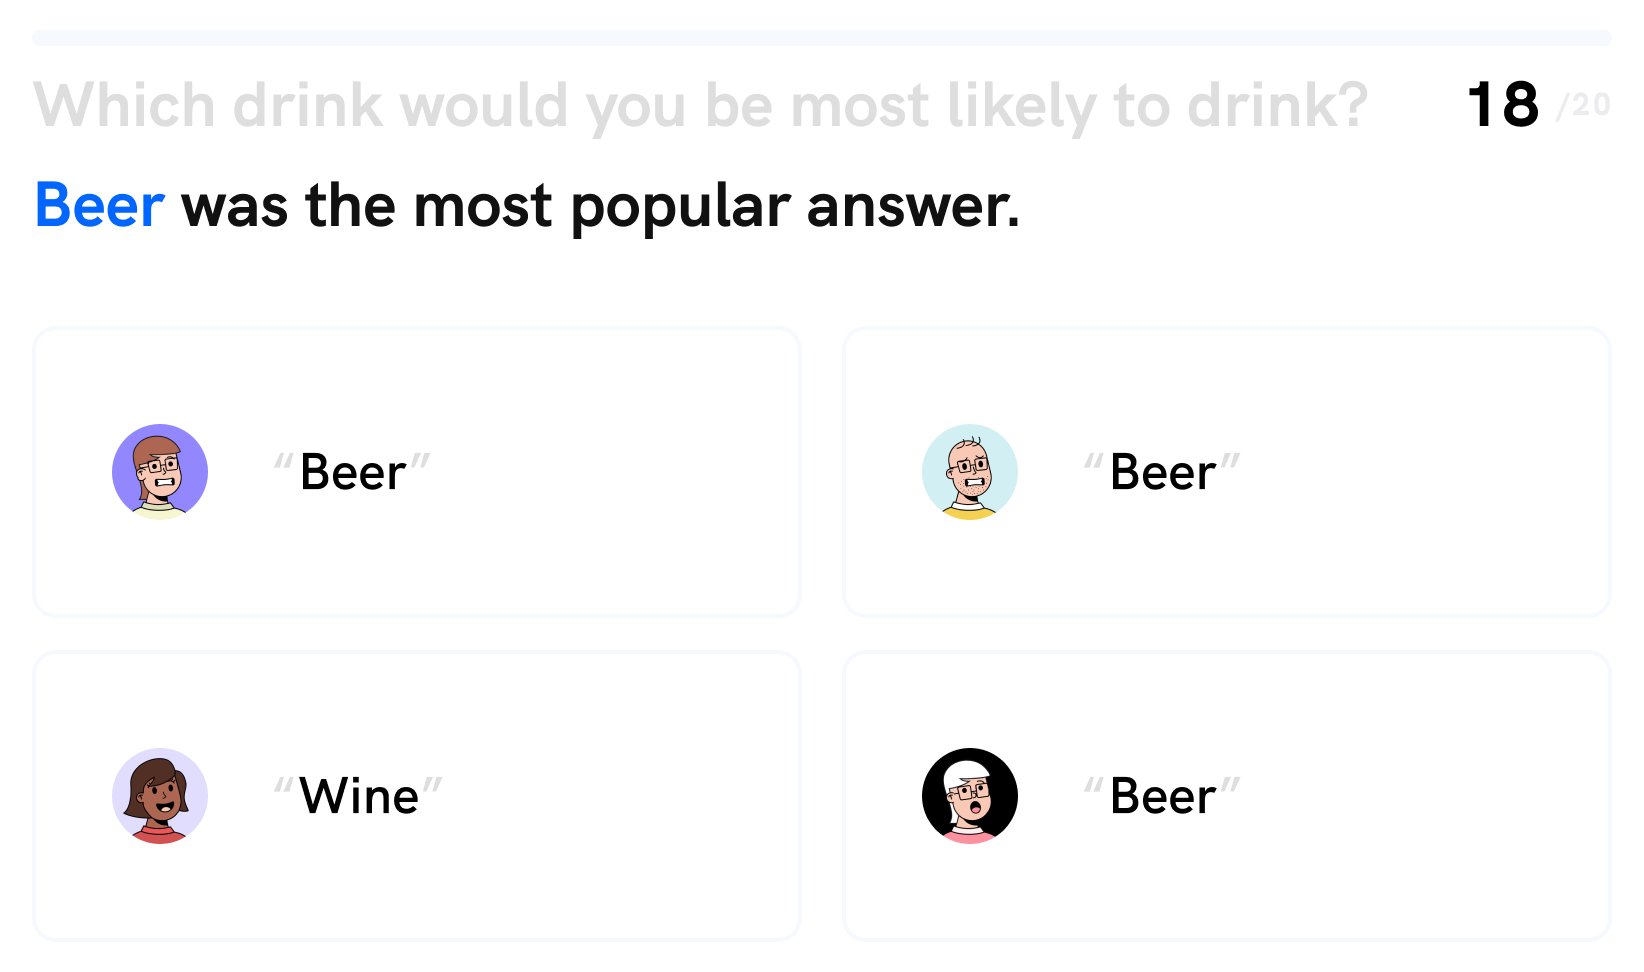 Which drink would you be most likely to drink? 18 /20
Beer was the most popular answer.
“Beer” “Beer”
“Wine” “Beer”